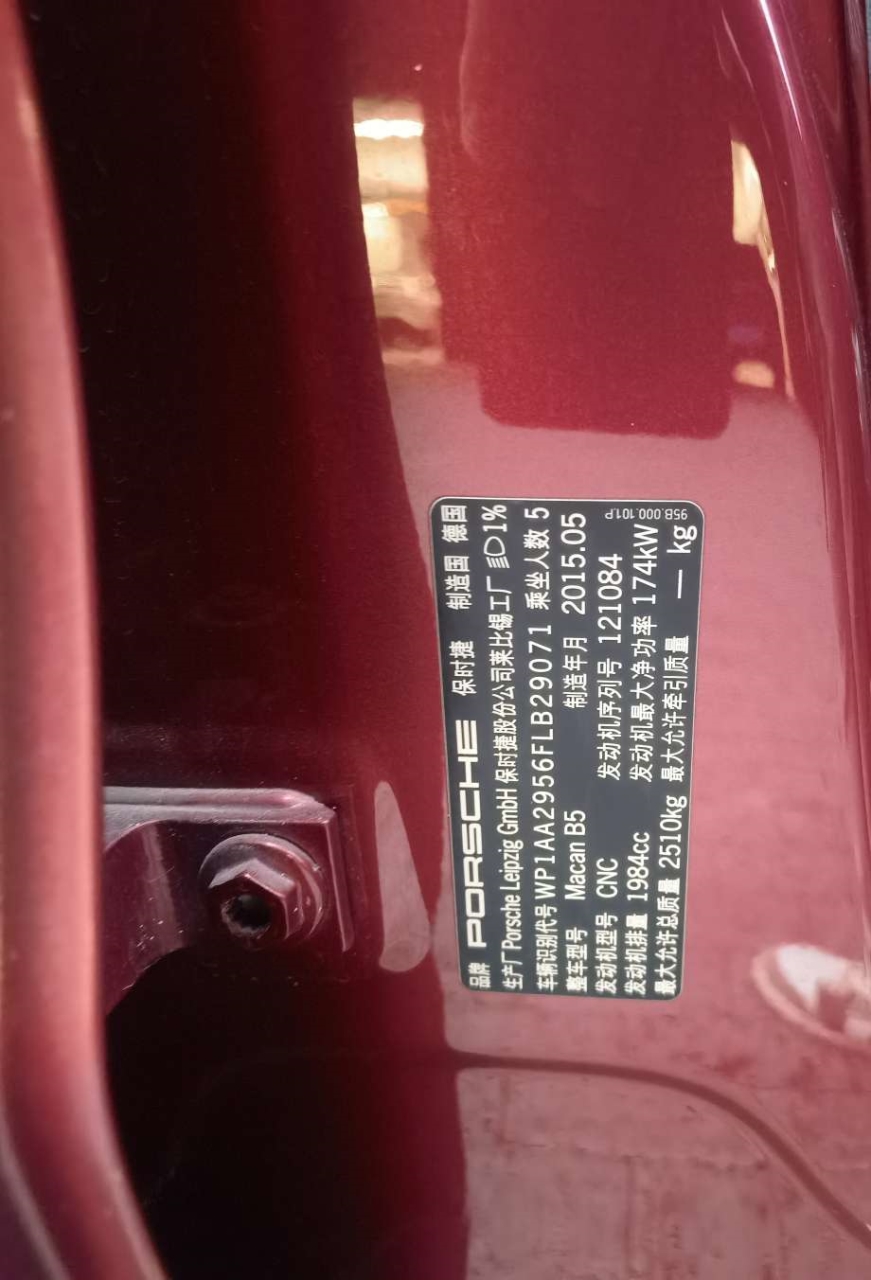 品牌 PORSCHE 保时捷 制造国 德国
生产厂 Porsche Leipzig GmbH 保时捷股份公司莱比锡工厂 1%
车辆识别代号 WP1AA2956FLB29071 乘坐人数 5
整车型号 Macan B5 制造年月 2015.05
发动机型号 CNC 发动机序列号 121084
发动机排量 1984cc 发动机最大净功率 174kW
最大允许总质量 2510kg 最大允许牵引质量 — kg
95B.000.101.P